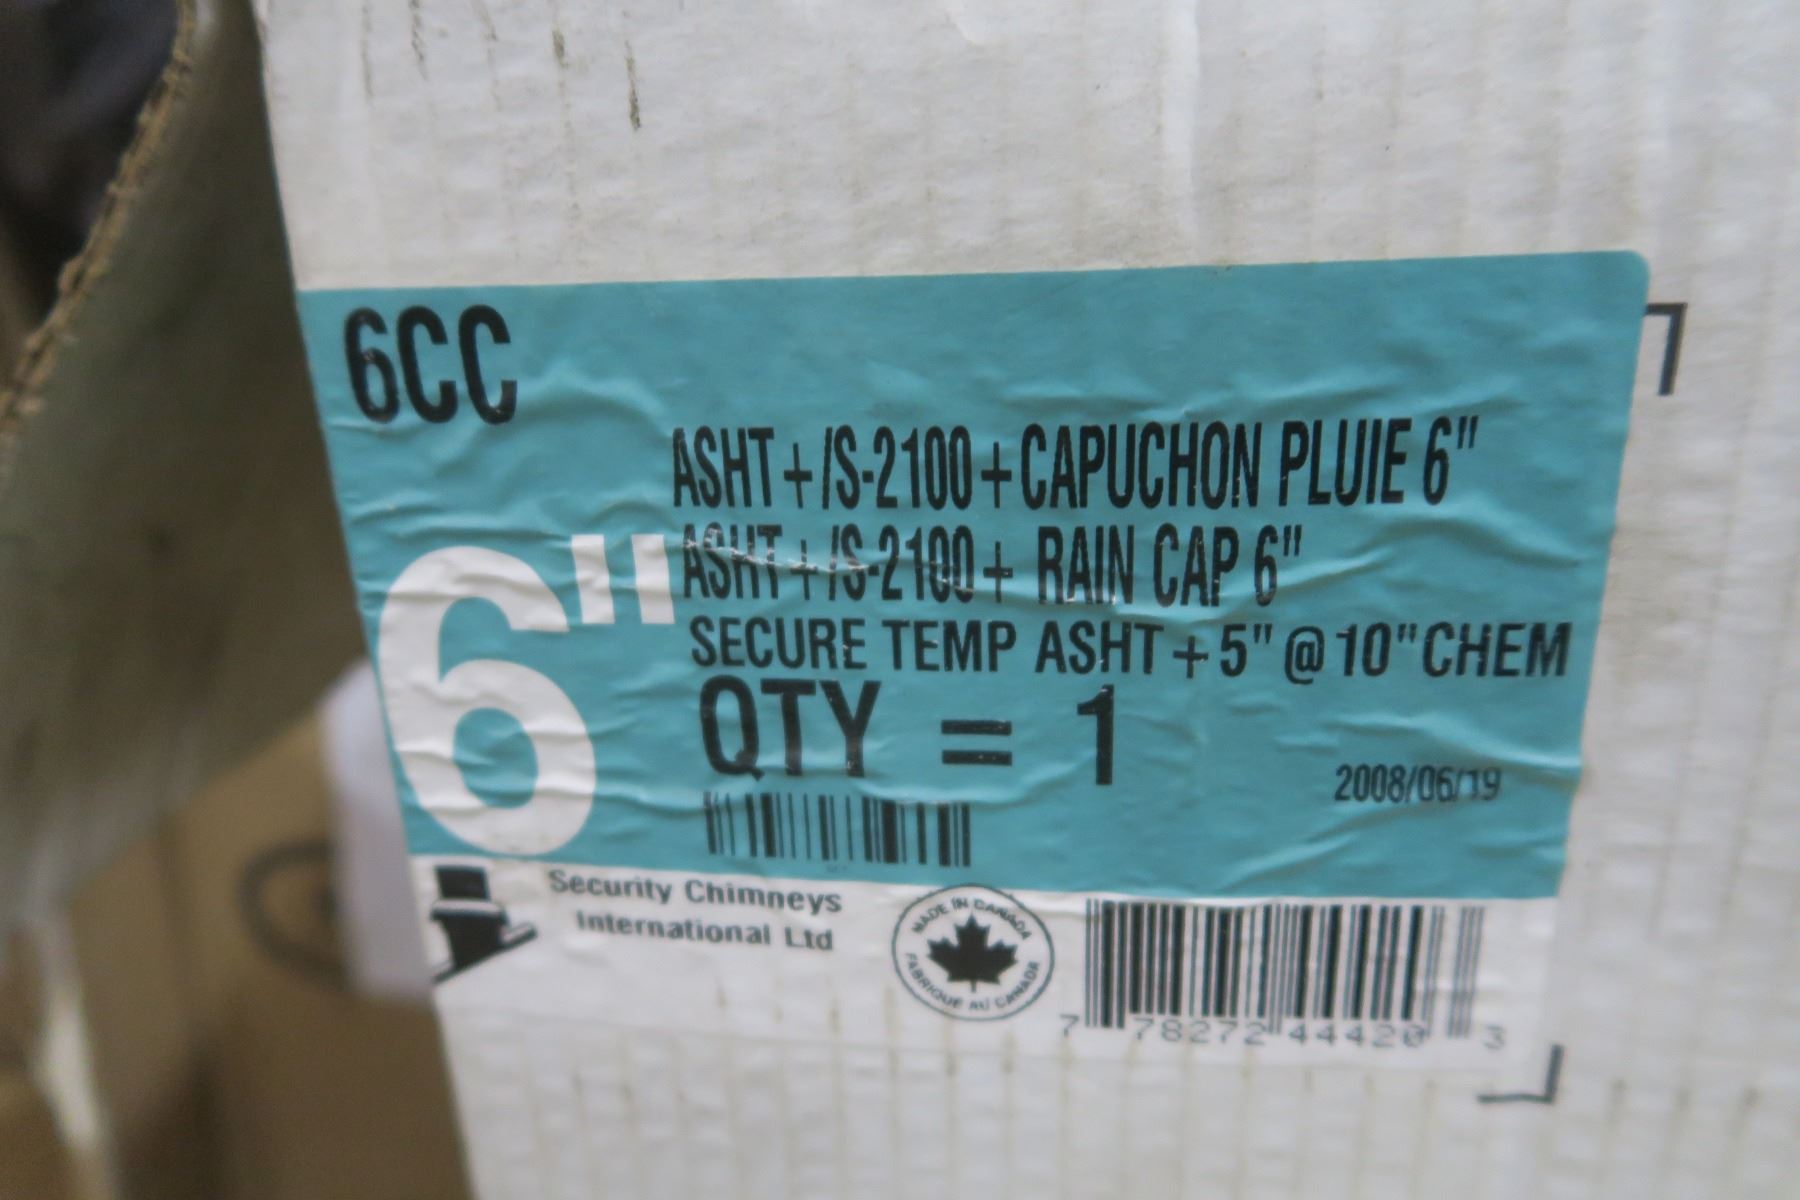 6CC
ASHT+/S-2100+CAPUCHON PLUIE 6"
6" ASHT+/S-2100+ RAIN CAP 6"
SECURE TEMP ASHT+5"@10"CHEM
QTY = 1
2008/06/19
Security Chimneys
International Ltd
MADE IN CANADA
FABRIQUÉ AU CANADA
7 78272 44420 3